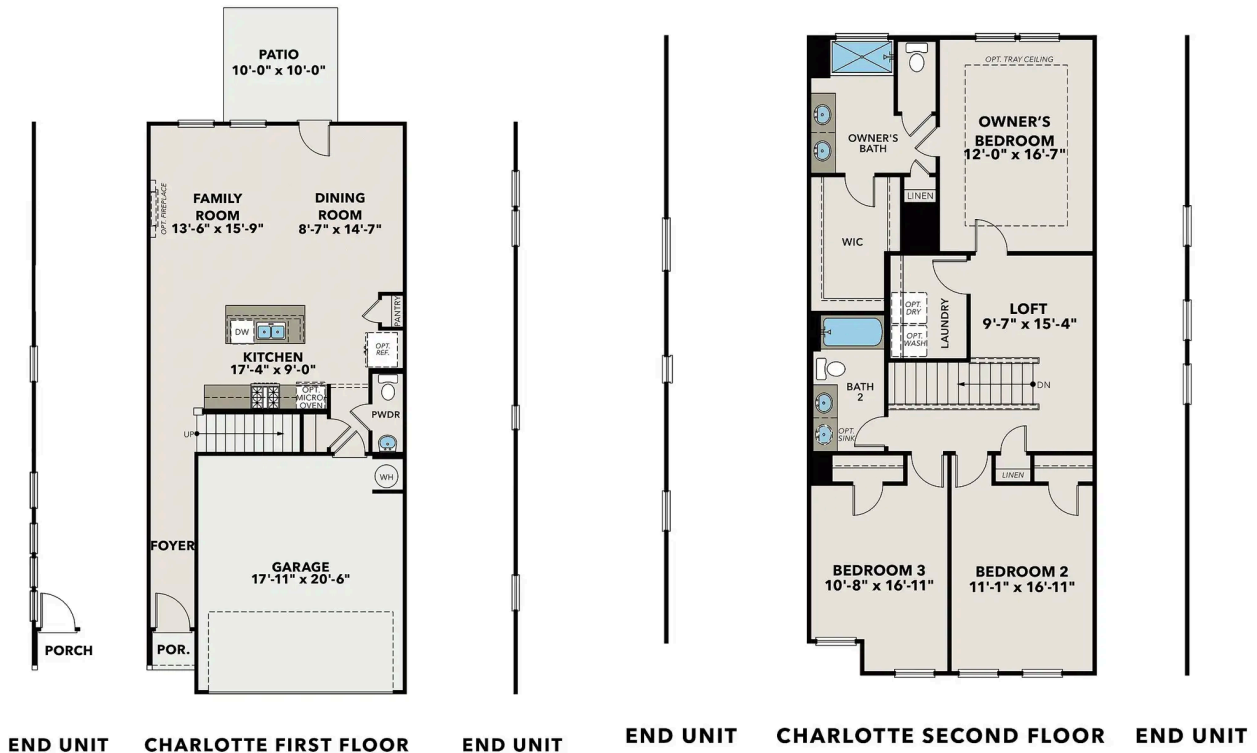 PATIO
10'-0" x 10'-0"
OPT. FIREPLACE
FAMILY
ROOM
13'-6" x 15'-9"
DINING
ROOM
8'-7" x 14'-7"
PANTRY
DW
OPT.
REF.
KITCHEN
17'-4" x 9'-0"
OPT.
MICRO
OVEN
PWDR
UP
WH
FOYER
GARAGE
17'-11" x 20'-6"
PORCH
POR.
END UNIT
CHARLOTTE FIRST FLOOR
END UNIT
OPT. TRAY CEILING
OWNER'S
BEDROOM
12'-0" x 16'-7"
OWNER'S
BATH
LINEN
WIC
OPT.
DRY
OPT.
WASH
LAUNDRY
LOFT
9'-7" x 15'-4"
BATH
2
DN
OPT.
SINK
LINEN
BEDROOM 3
10'-8" x 16'-11"
BEDROOM 2
11'-1" x 16'-11"
END UNIT
CHARLOTTE SECOND FLOOR
END UNIT